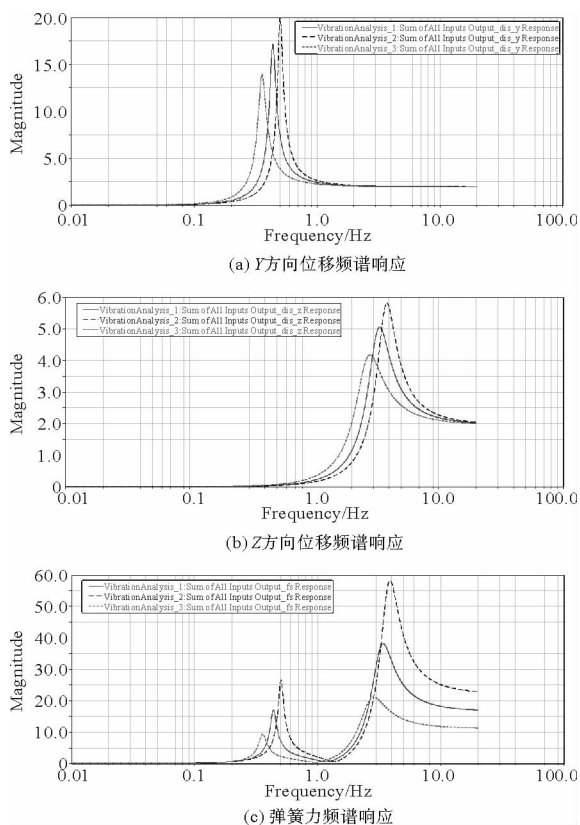 20.0
VibrationAnalysis_1:Sum of All Inputs Output_dis_y Response
VibrationAnalysis_2:Sum of All Inputs Output_dis_y Response
VibrationAnalysis_3:Sum of All Inputs Output_dis_y Response
15.0
10.0
5.0
0.0
Magnitude
0.01 0.1 1.0 10.0 100.0
Frequency/Hz
(a) Y方向位移频谱响应
6.0
VibrationAnalysis_1:Sum of All Inputs Output_dis_z Response
VibrationAnalysis_2:Sum of All Inputs Output_dis_z Response
VibrationAnalysis_3:Sum of All Inputs Output_dis_z Response
5.0
4.0
3.0
2.0
1.0
0.0
Magnitude
0.01 0.1 1.0 10.0 100.0
Frequency/Hz
(b) Z方向位移频谱响应
60.0
VibrationAnalysis_1:Sum of All Inputs Output_fs Response
VibrationAnalysis_2:Sum of All Inputs Output_fs Response
VibrationAnalysis_3:Sum of All Inputs Output_fs Response
50.0
40.0
30.0
20.0
10.0
0.0
Magnitude
0.01 0.1 1.0 10.0 100.0
Frequency/Hz
(c) 弹簧力频谱响应